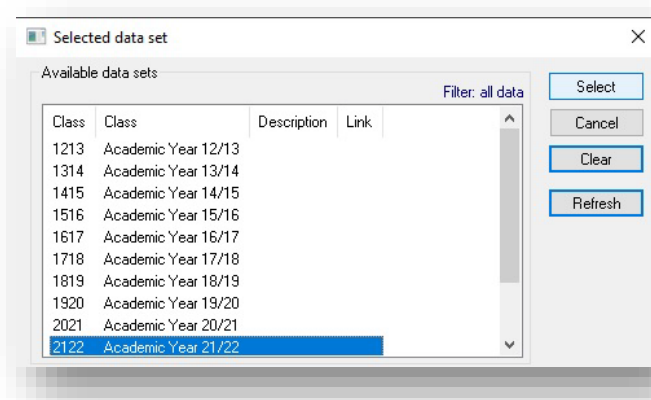 Selected data set
Available data sets
Filter: all data
Class Class Description Link
1213 Academic Year 12/13
1314 Academic Year 13/14
1415 Academic Year 14/15
1516 Academic Year 15/16
1617 Academic Year 16/17
1718 Academic Year 17/18
1819 Academic Year 18/19
1920 Academic Year 19/20
2021 Academic Year 20/21
2122 Academic Year 21/22
Select
Cancel
Clear
Refresh